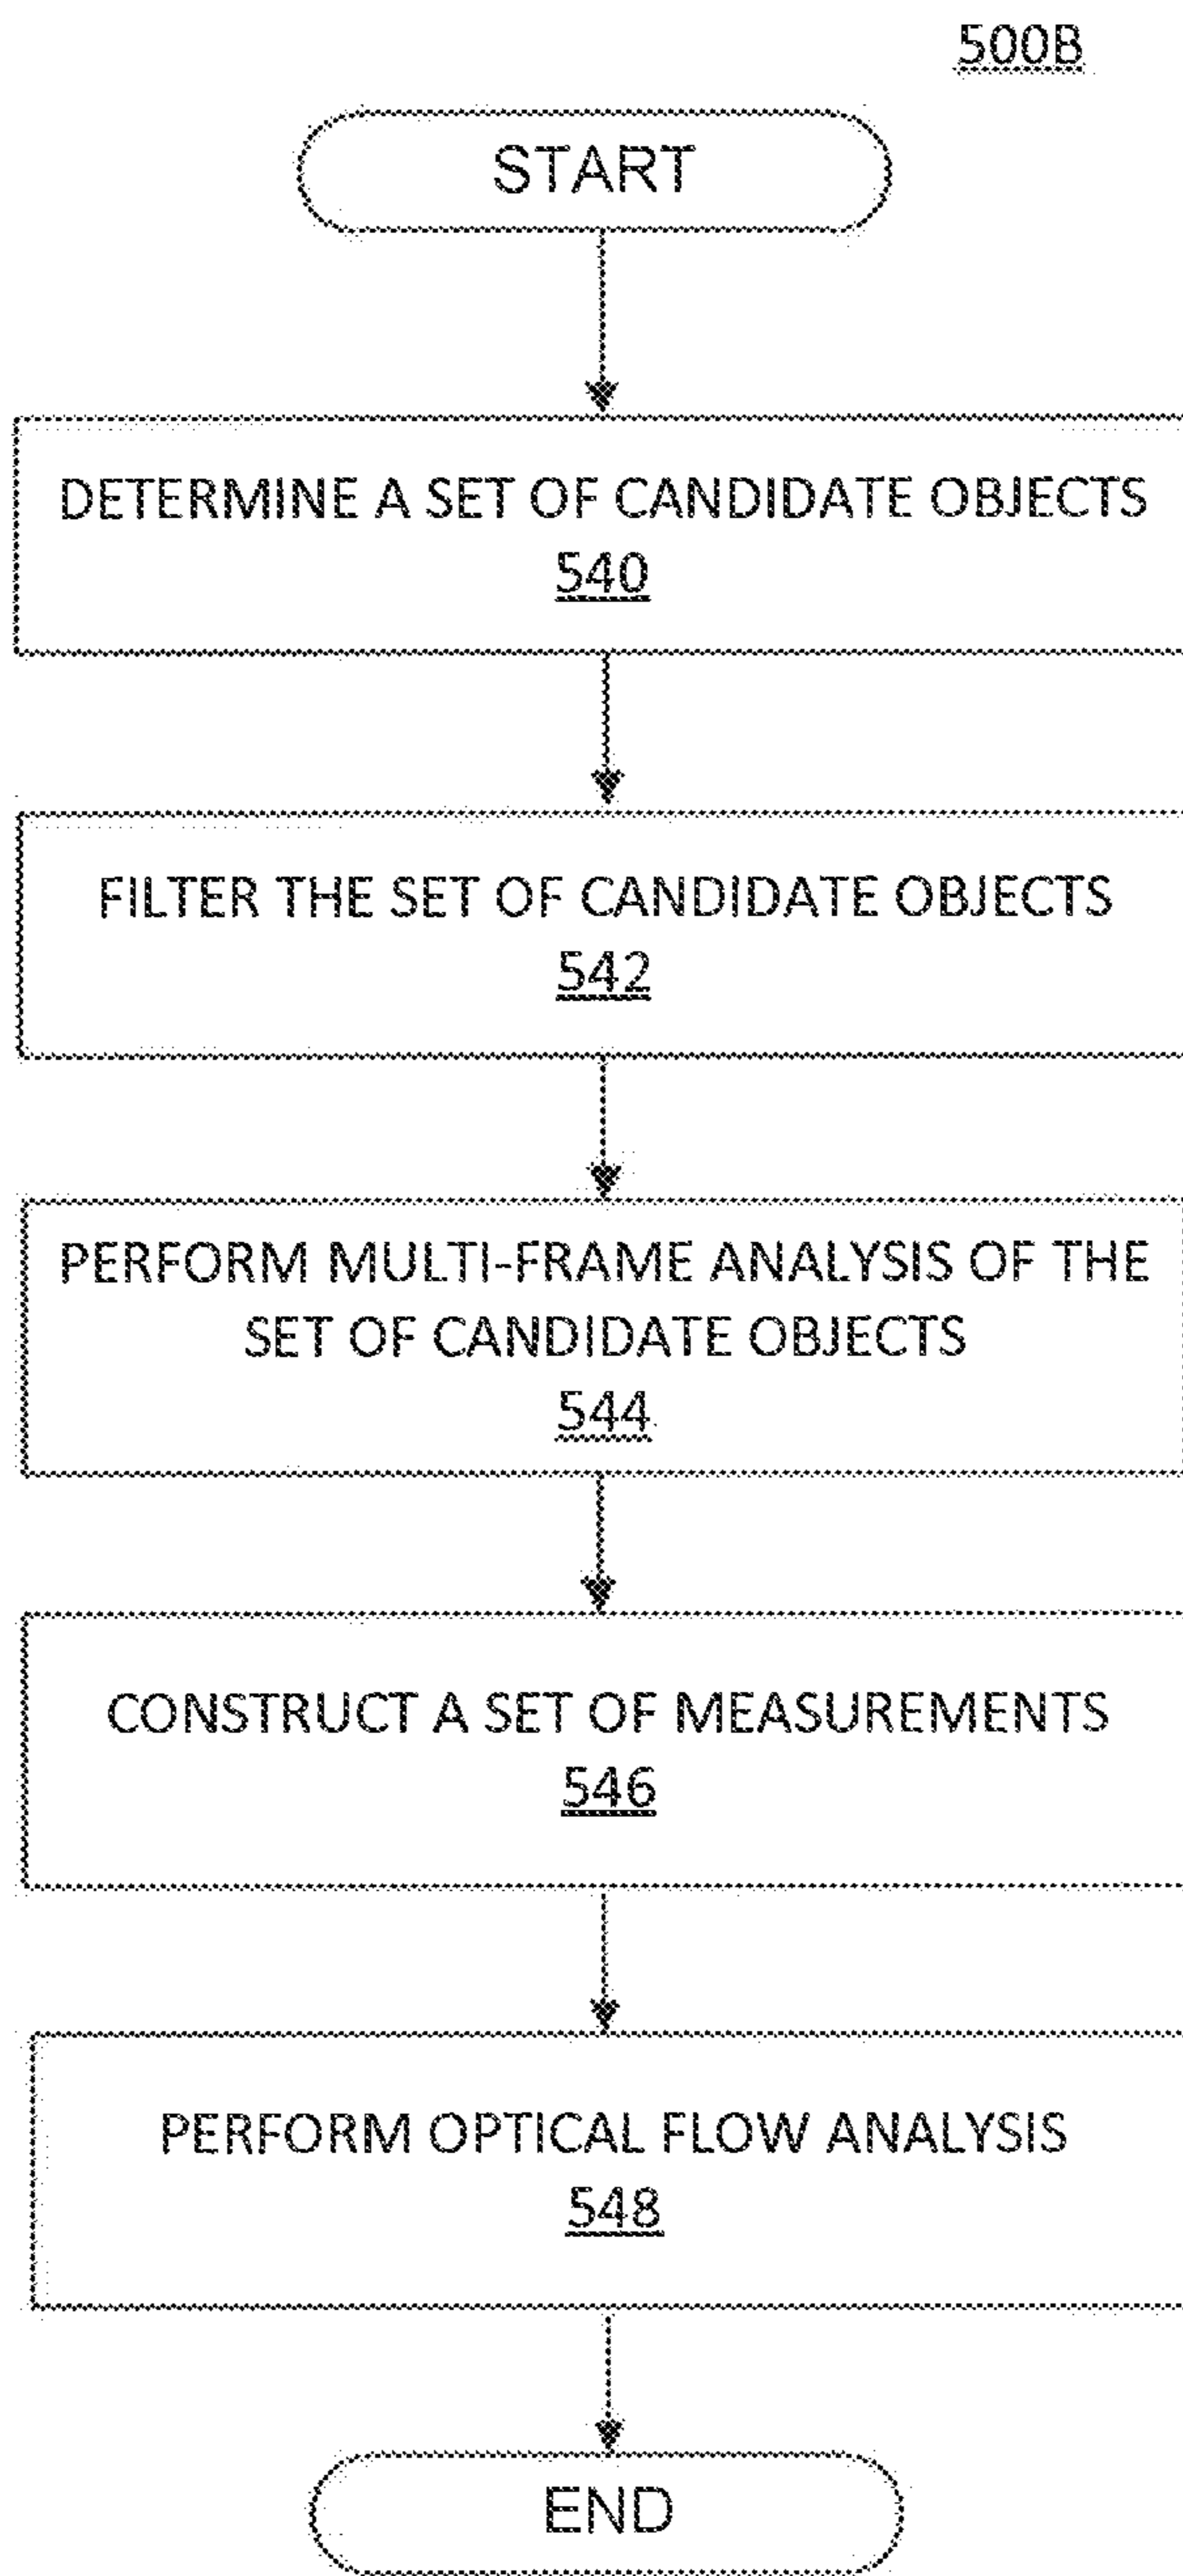 500B
START
DETERMINE A SET OF CANDIDATE OBJECTS
540
FILTER THE SET OF CANDIDATE OBJECTS
542
PERFORM MULTI-FRAME ANALYSIS OF THE
SET OF CANDIDATE OBJECTS
544
CONSTRUCT A SET OF MEASUREMENTS
546
PERFORM OPTICAL FLOW ANALYSIS
548
END